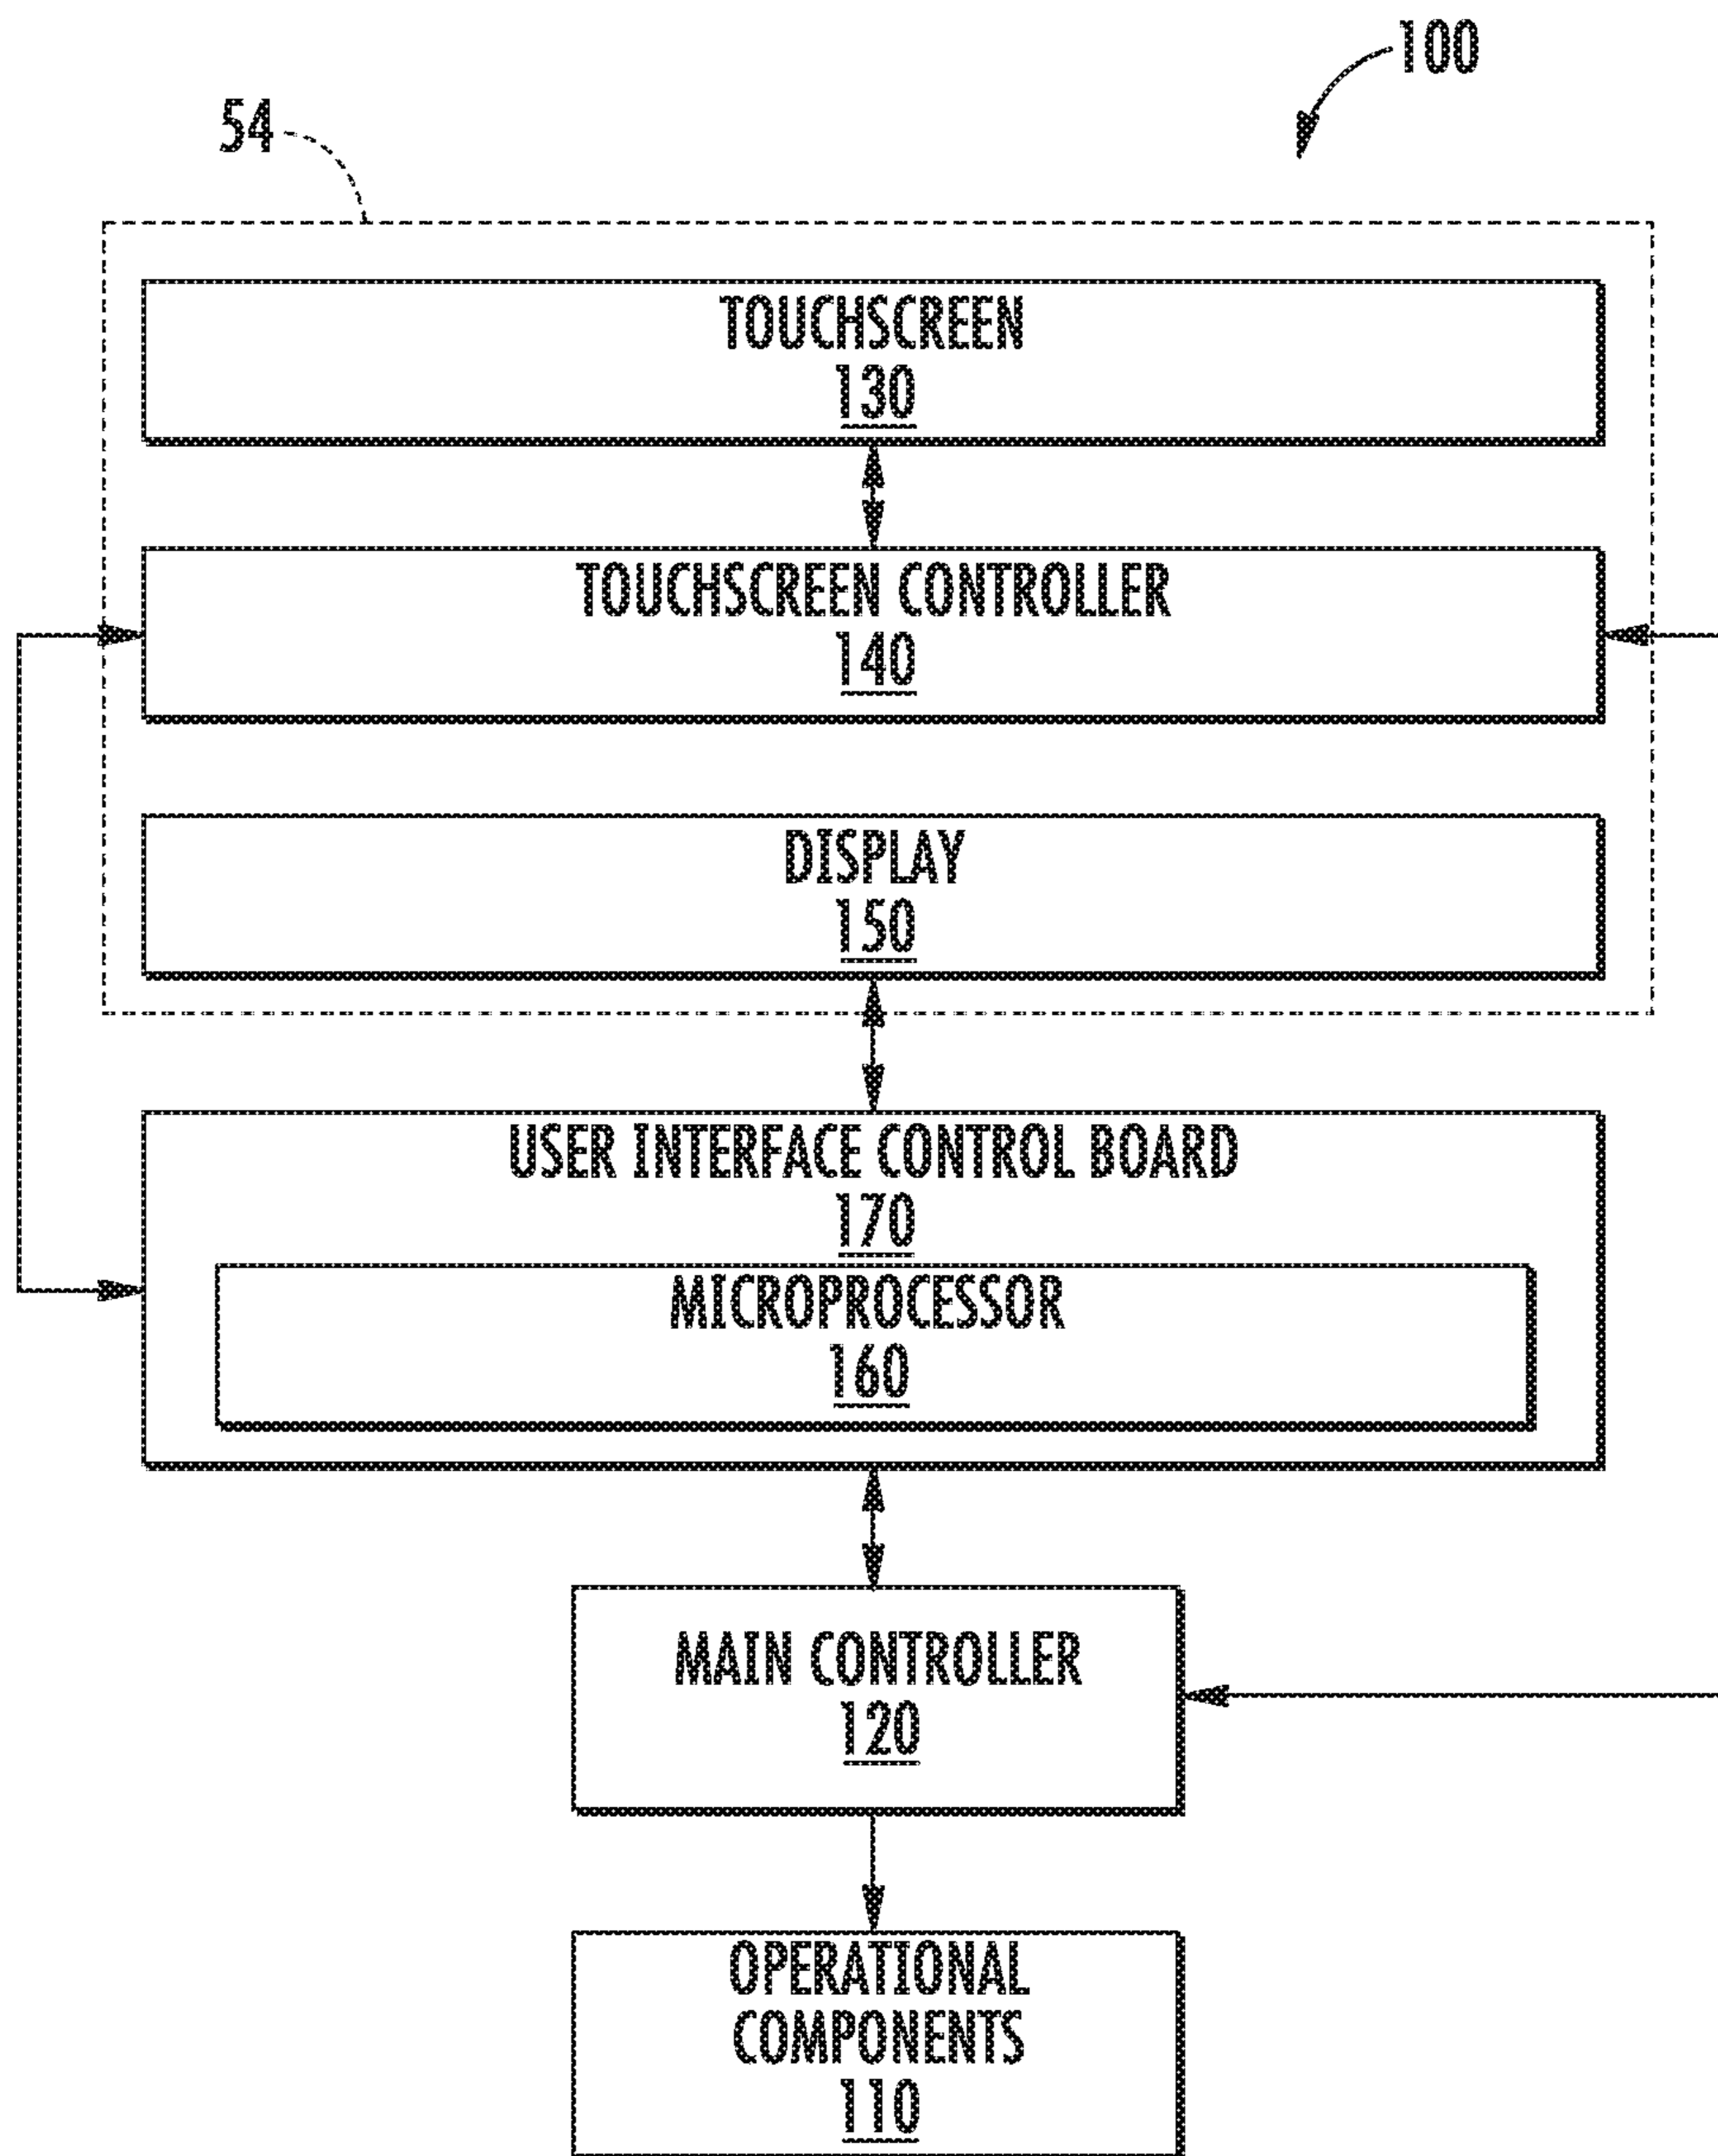 100
54
TOUCHSCREEN
130
TOUCHSCREEN CONTROLLER
140
DISPLAY
150
USER INTERFACE CONTROL BOARD
170
MICROPROCESSOR
160
MAIN CONTROLLER
120
OPERATIONAL
COMPONENTS
110